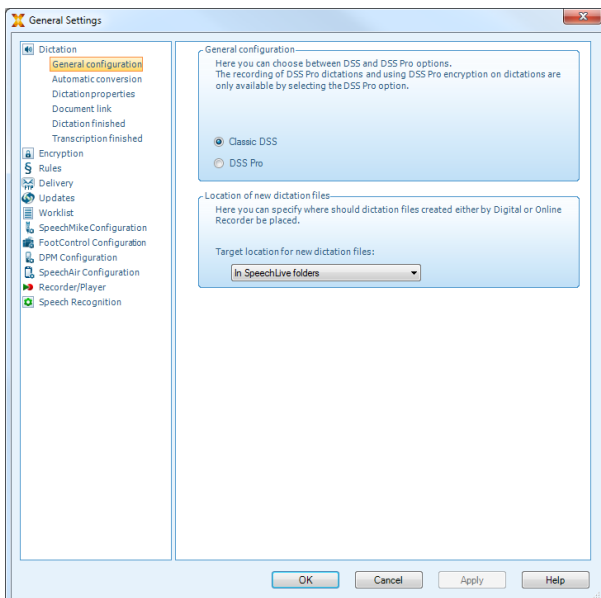 General Settings
Dictation
General configuration
Automatic conversion
Dictation properties
Document link
Dictation finished
Transcription finished
Encryption
Rules
Delivery
Updates
Worklist
SpeechMike Configuration
FootControl Configuration
DPM Configuration
SpeechAir Configuration
Recorder/Player
Speech Recognition
General configuration
Here you can choose between DSS and DSS Pro options.
The recording of DSS Pro dictations and using DSS Pro encryption on dictations are
only available by selecting the DSS Pro option.
Classic DSS
DSS Pro
Location of new dictation files
Here you can specify where should dictation files created either by Digital or Online
Recorder be placed.
Target location for new dictation files:
In SpeechLive folders
OK Cancel Apply Help